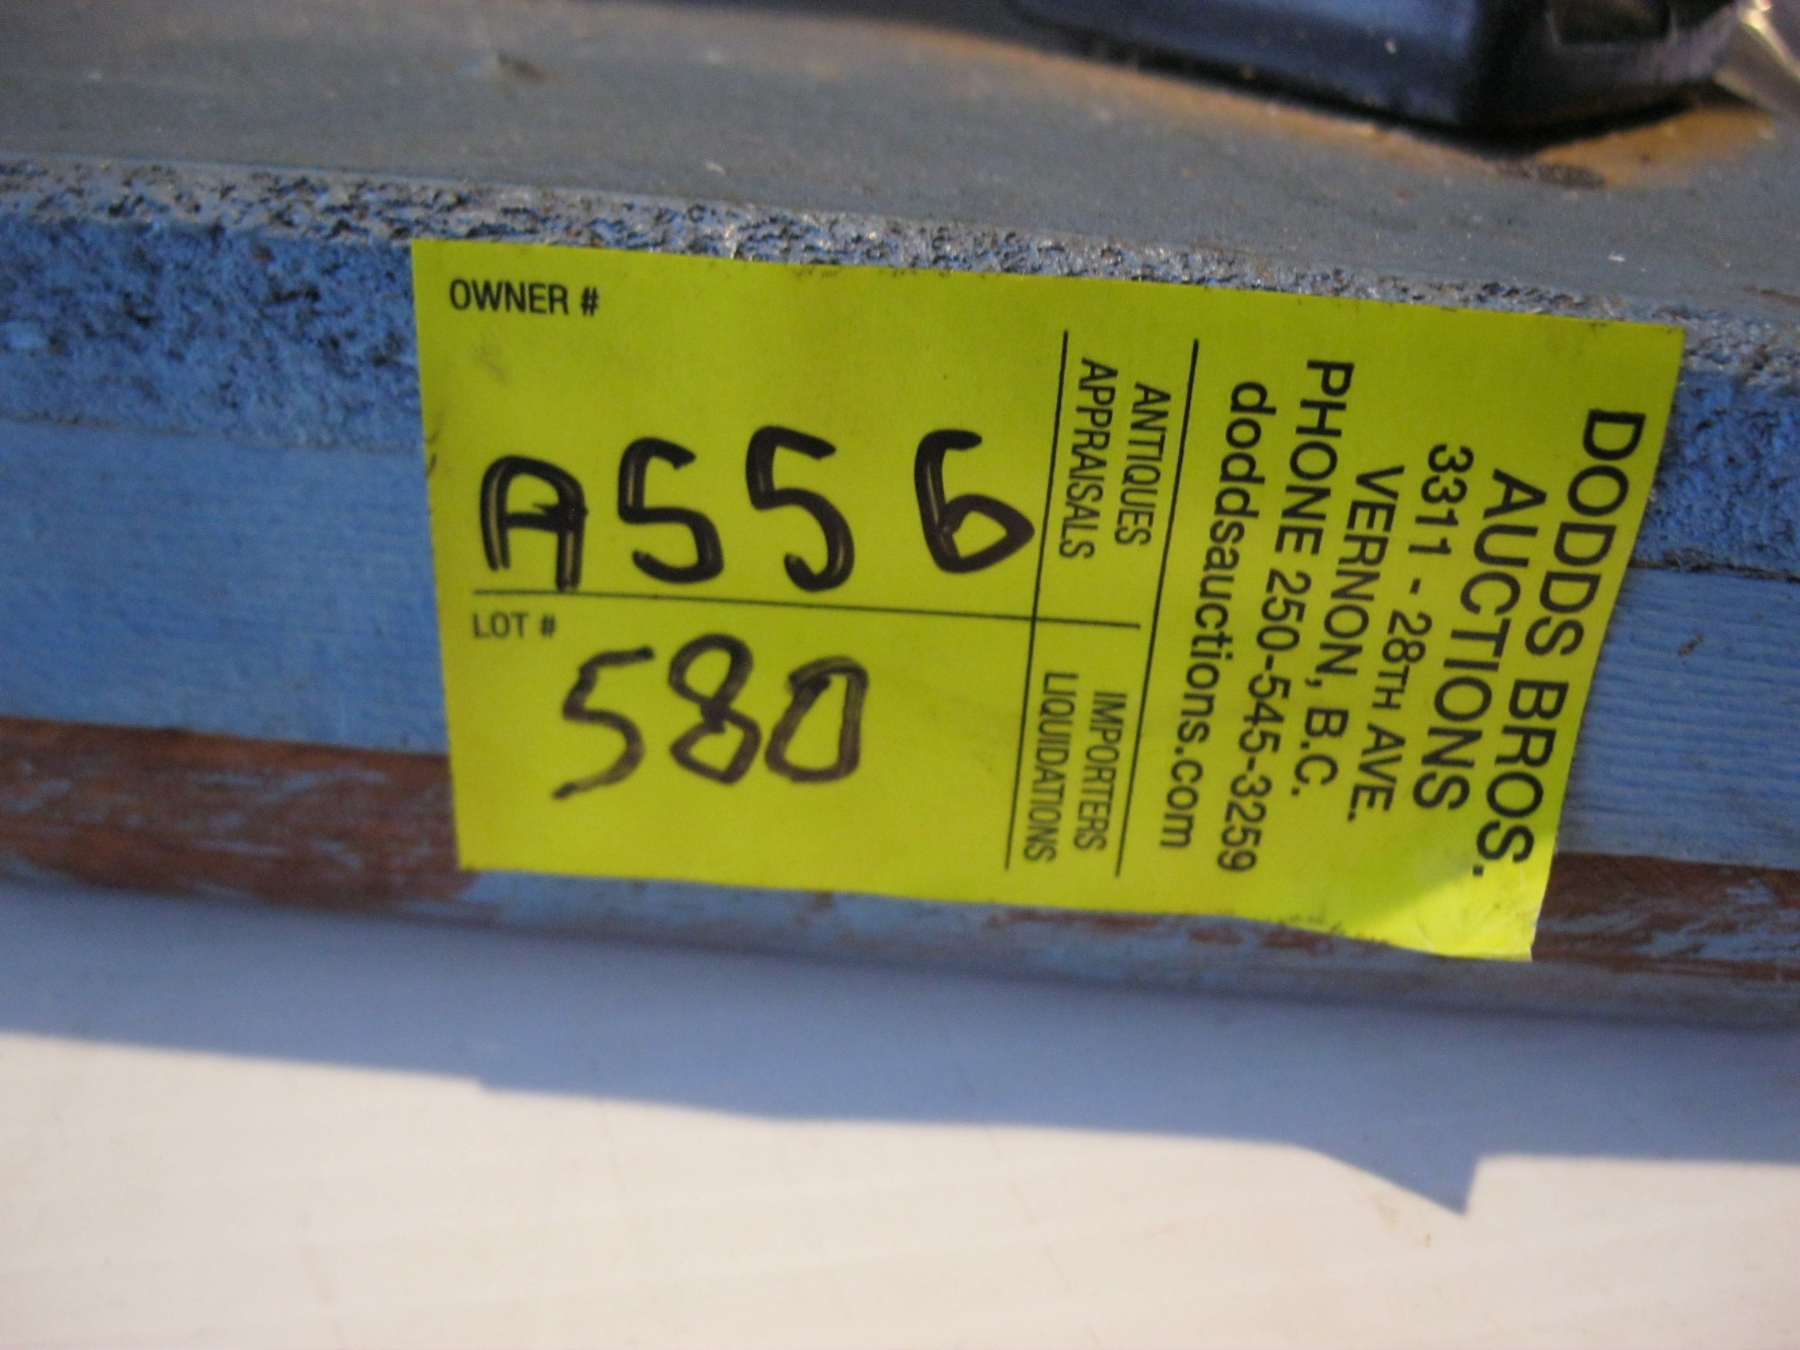 OWNER #
A556
LOT #
580
DODDS BROS.
AUCTIONS
3311 - 28TH AVE.
VERNON, B.C.
PHONE 250-545-3259
doddsauctions.com
ANTIQUES
APPRAISALS
IMPORTERS
LIQUIDATIONS